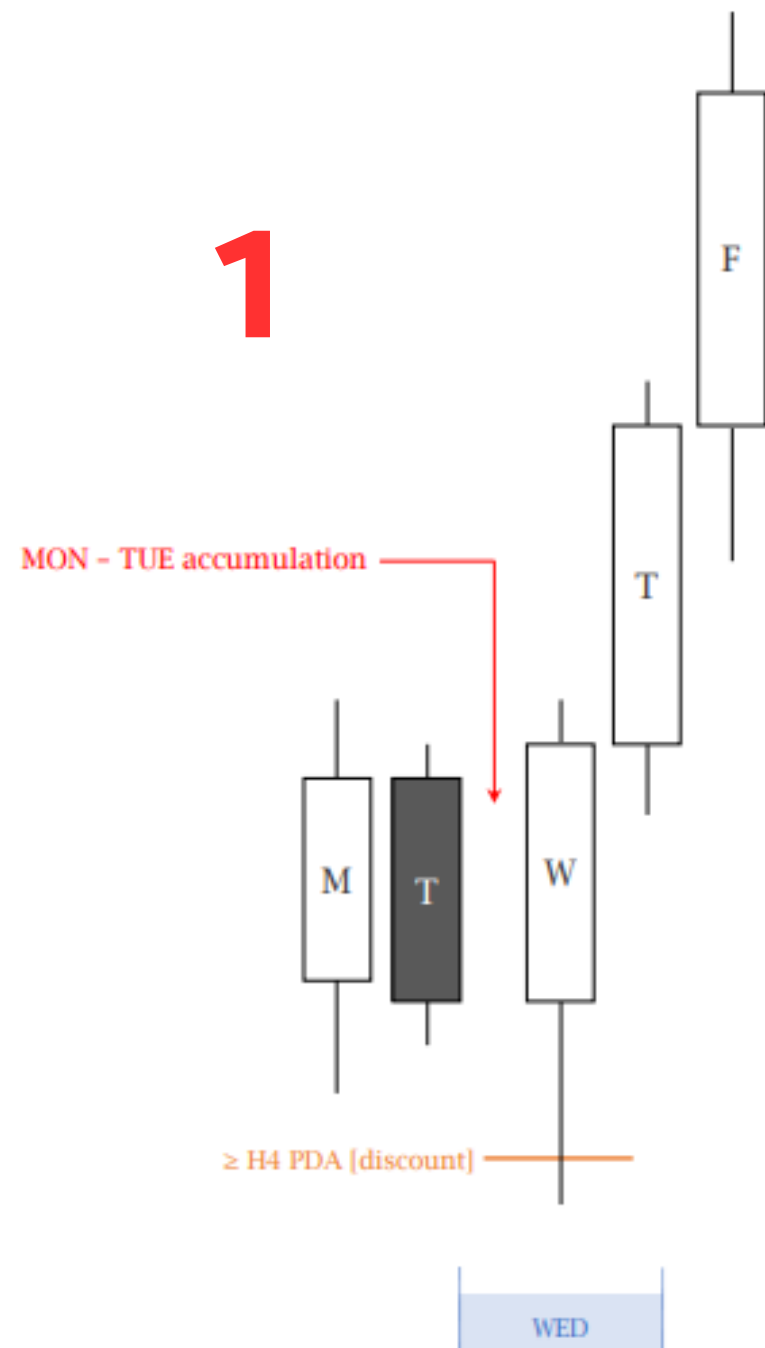 1
F
T
MON – TUE accumulation
M
T
W
≥ H4 PDA [discount]
WED